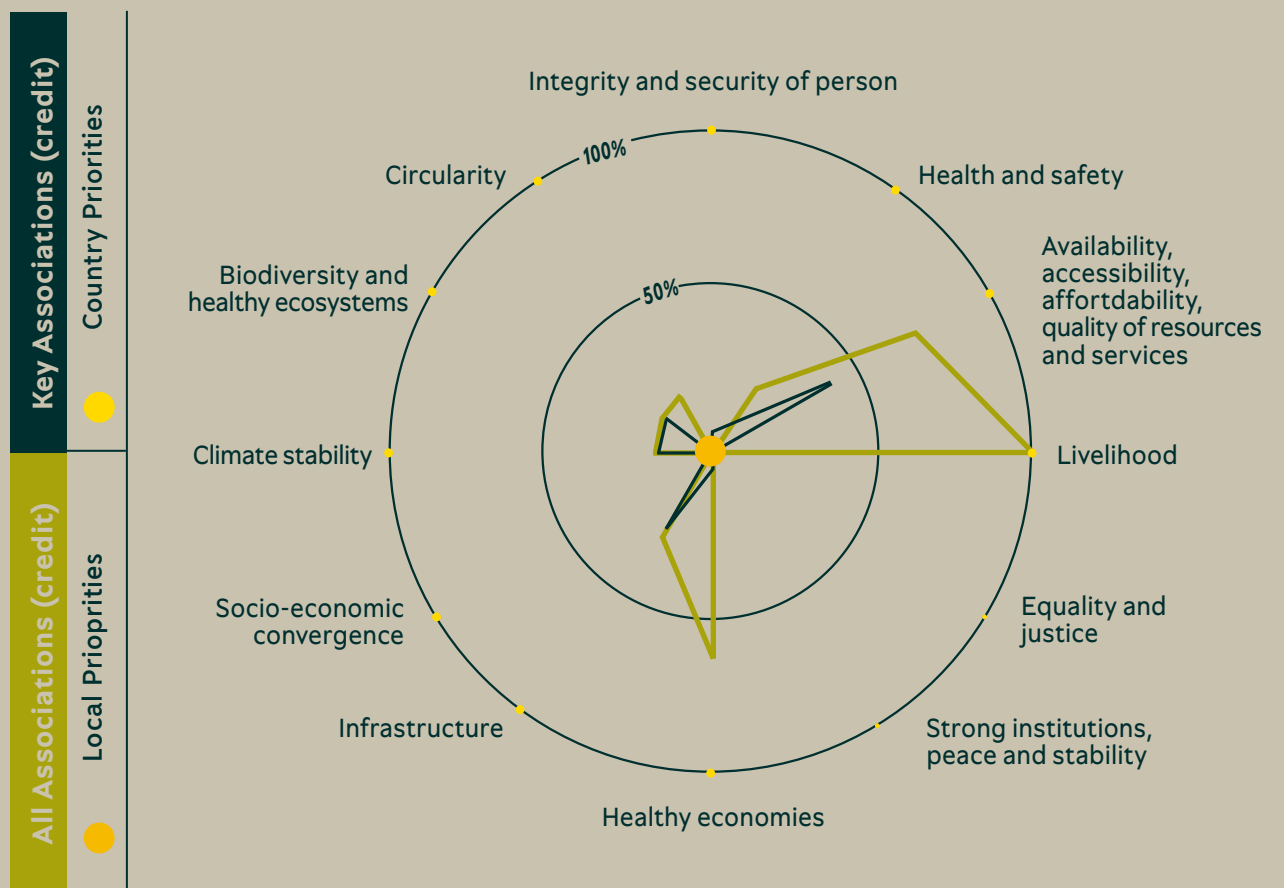 Key Associations (credit)
Country Priorities
All Associations (credit)
Local Prioprities
Integrity and security of person
100%
Circularity
Health and safety
Availability,
accessibility,
affortdability,
quality of resources
and services
Biodiversity and
healthy ecosystems
50%
Climate stability
Livelihood
Socio-economic
convergence
Equality and
justice
Infrastructure
Strong institutions,
peace and stability
Healthy economies